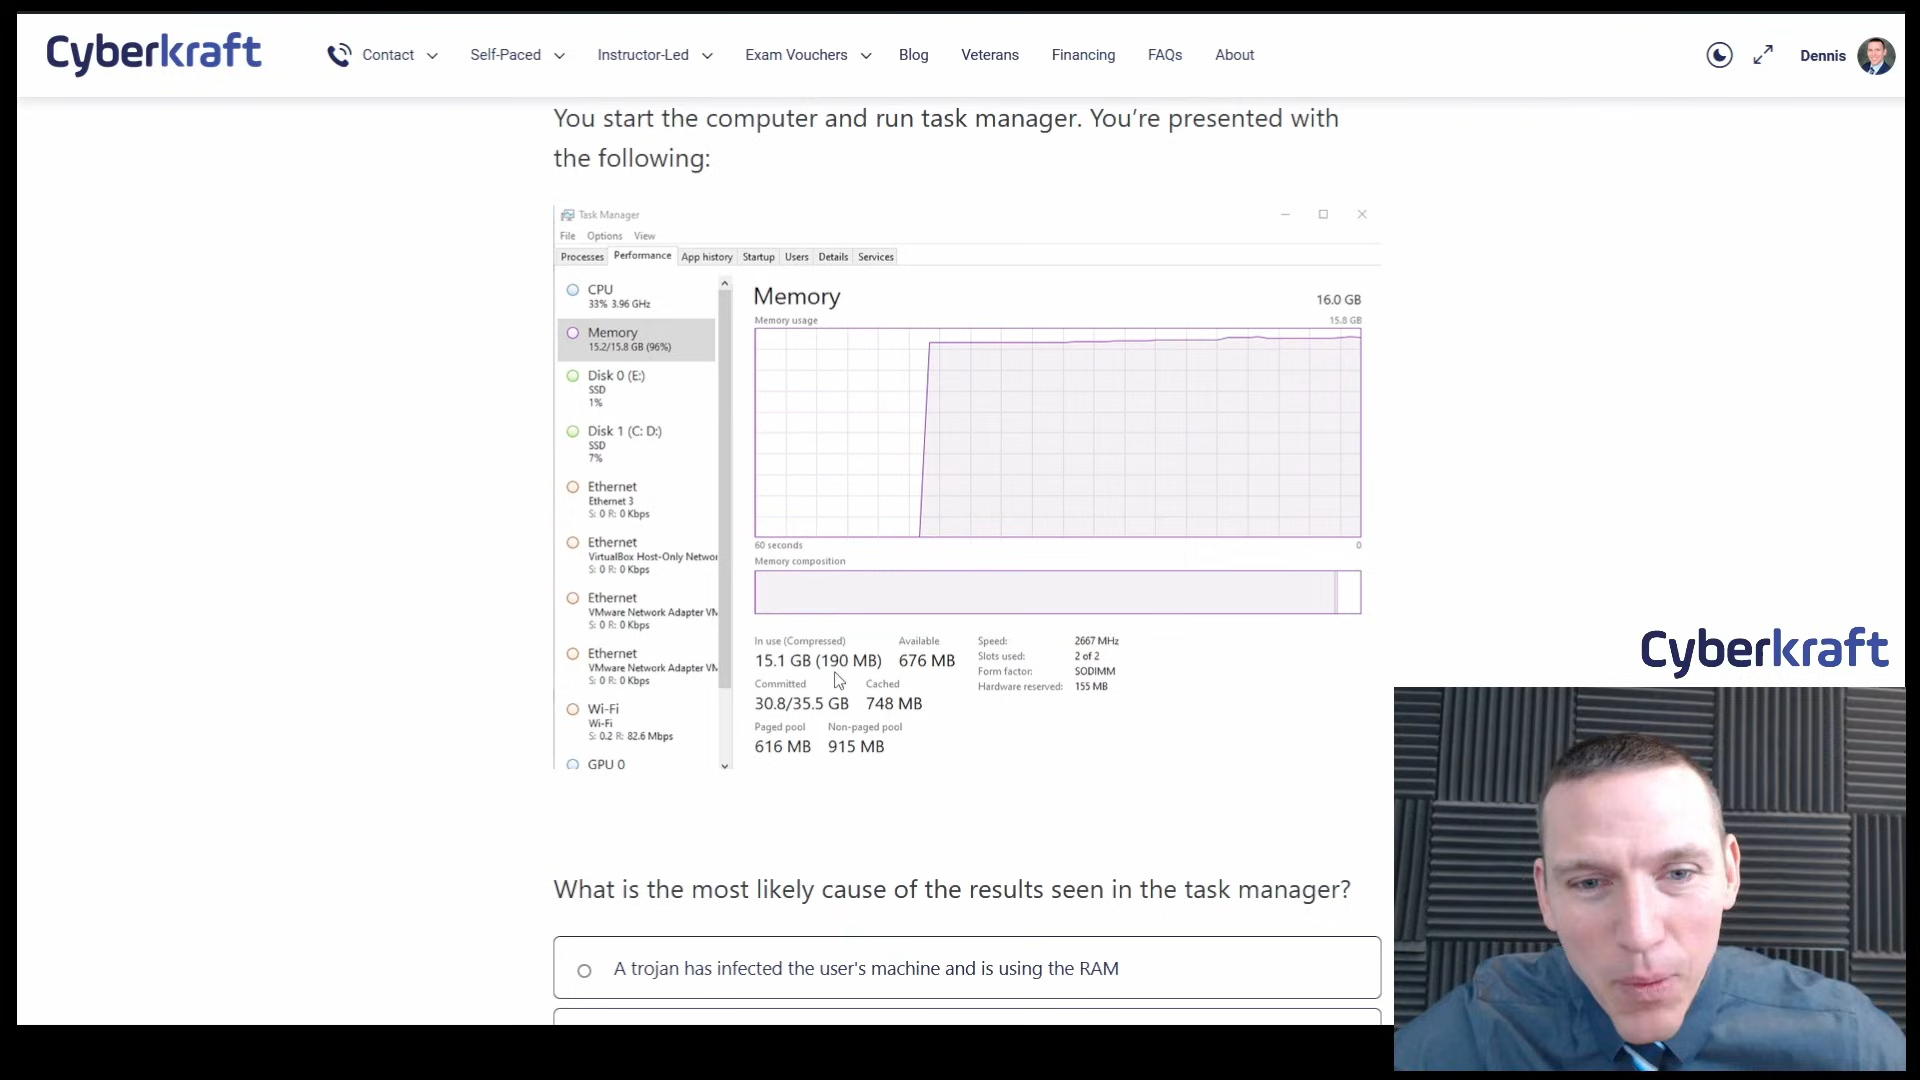 Cyberkraft
Contact
Self-Paced
Instructor-Led
Exam Vouchers
Blog
Veterans
Financing
FAQs
About
Dennis
You start the computer and run task manager. You’re presented with
the following:
Task Manager
File Options View
Processes Performance App history Startup Users Details Services
CPU
33% 3.96 GHz
Memory
15.2/15.8 GB (96%)
Disk 0 (E:)
SSD
1%
Disk 1 (C: D:)
SSD
7%
Ethernet
Ethernet 3
S: 0 R: 0 Kbps
Ethernet
VirtualBox Host-Only Netwo
S: 0 R: 0 Kbps
Ethernet
VMware Network Adapter VM
S: 0 R: 0 Kbps
Ethernet
VMware Network Adapter VM
S: 0 R: 0 Kbps
Wi-Fi
Wi-Fi
S: 0.2 R: 82.6 Mbps
GPU 0
Memory 16.0 GB
Memory usage 15.8 GB
60 seconds 0
Memory composition
In use (Compressed) Available
15.1 GB (190 MB) 676 MB
Committed Cached
30.8/35.5 GB 748 MB
Paged pool Non-paged pool
616 MB 915 MB
Speed: 2667 MHz
Slots used: 2 of 2
Form factor: SODIMM
Hardware reserved: 155 MB
Cyberkraft
What is the most likely cause of the results seen in the task manager?
A trojan has infected the user's machine and is using the RAM